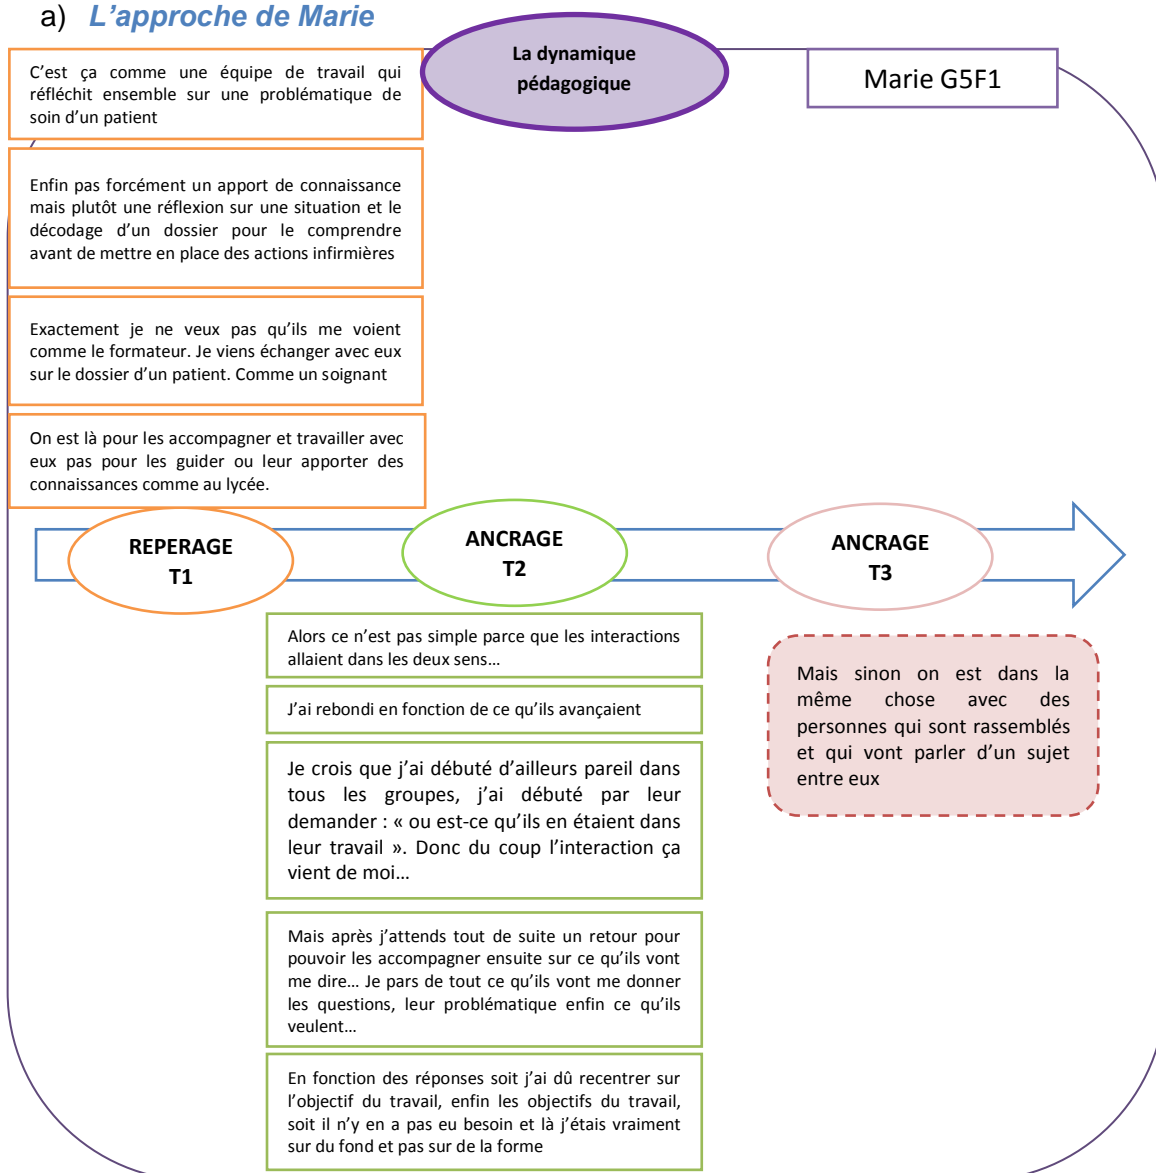 a) L'approche de Marie
La dynamique
pédagogique
Marie G5F1
C'est ça comme une équipe de travail qui
réfléchit ensemble sur une problématique de
soin d'un patient
Enfin pas forcément un apport de connaissance
mais plutôt une réflexion sur une situation et le
décodage d'un dossier pour le comprendre
avant de mettre en place des actions infirmières
Exactement je ne veux pas qu'ils me voient
comme le formateur. Je viens échanger avec eux
sur le dossier d'un patient. Comme un soignant
On est là pour les accompagner et travailler avec
eux pas pour les guider ou leur apporter des
connaissances comme au lycée.
REPERAGE
T1
ANCRAGE
T2
ANCRAGE
T3
Alors ce n'est pas simple parce que les interactions
allaient dans les deux sens…
J'ai rebondi en fonction de ce qu'ils avançaient
Je crois que j'ai débuté d'ailleurs pareil dans
tous les groupes, j'ai débuté par leur
demander : « ou est-ce qu'ils en étaient dans
leur travail ». Donc du coup l'interaction ça
vient de moi…
Mais après j'attends tout de suite un retour pour
pouvoir les accompagner ensuite sur ce qu'ils vont
me dire… Je pars de tout ce qu'ils vont me donner
les questions, leur problématique enfin ce qu'ils
veulent…
En fonction des réponses soit j'ai dû recentrer sur
l'objectif du travail, enfin les objectifs du travail,
soit il n'y en a pas eu besoin et là j'étais vraiment
sur du fond et pas sur de la forme
Mais sinon on est dans la
même chose avec des
personnes qui sont rassemblés
et qui vont parler d'un sujet
entre eux